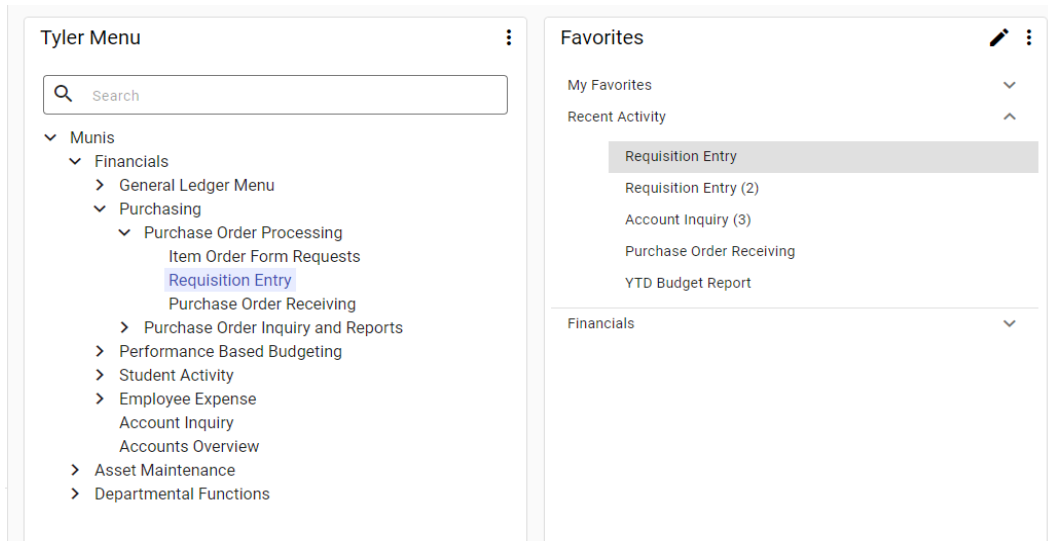 Tyler Menu
Search
Munis
Financials
General Ledger Menu
Purchasing
Purchase Order Processing
Item Order Form Requests
Requisition Entry
Purchase Order Receiving
Purchase Order Inquiry and Reports
Performance Based Budgeting
Student Activity
Employee Expense
Account Inquiry
Accounts Overview
Asset Maintenance
Departmental Functions
Favorites
My Favorites
Recent Activity
Requisition Entry
Requisition Entry (2)
Account Inquiry (3)
Purchase Order Receiving
YTD Budget Report
Financials